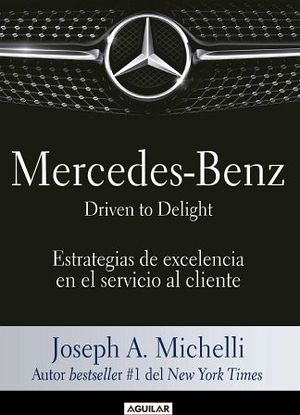 Mercedes-Benz
Driven to Delight
Estrategias de excelencia
en el servicio al cliente
Joseph A. Michelli
Autor bestseller #1 del New York Times
AGUILAR